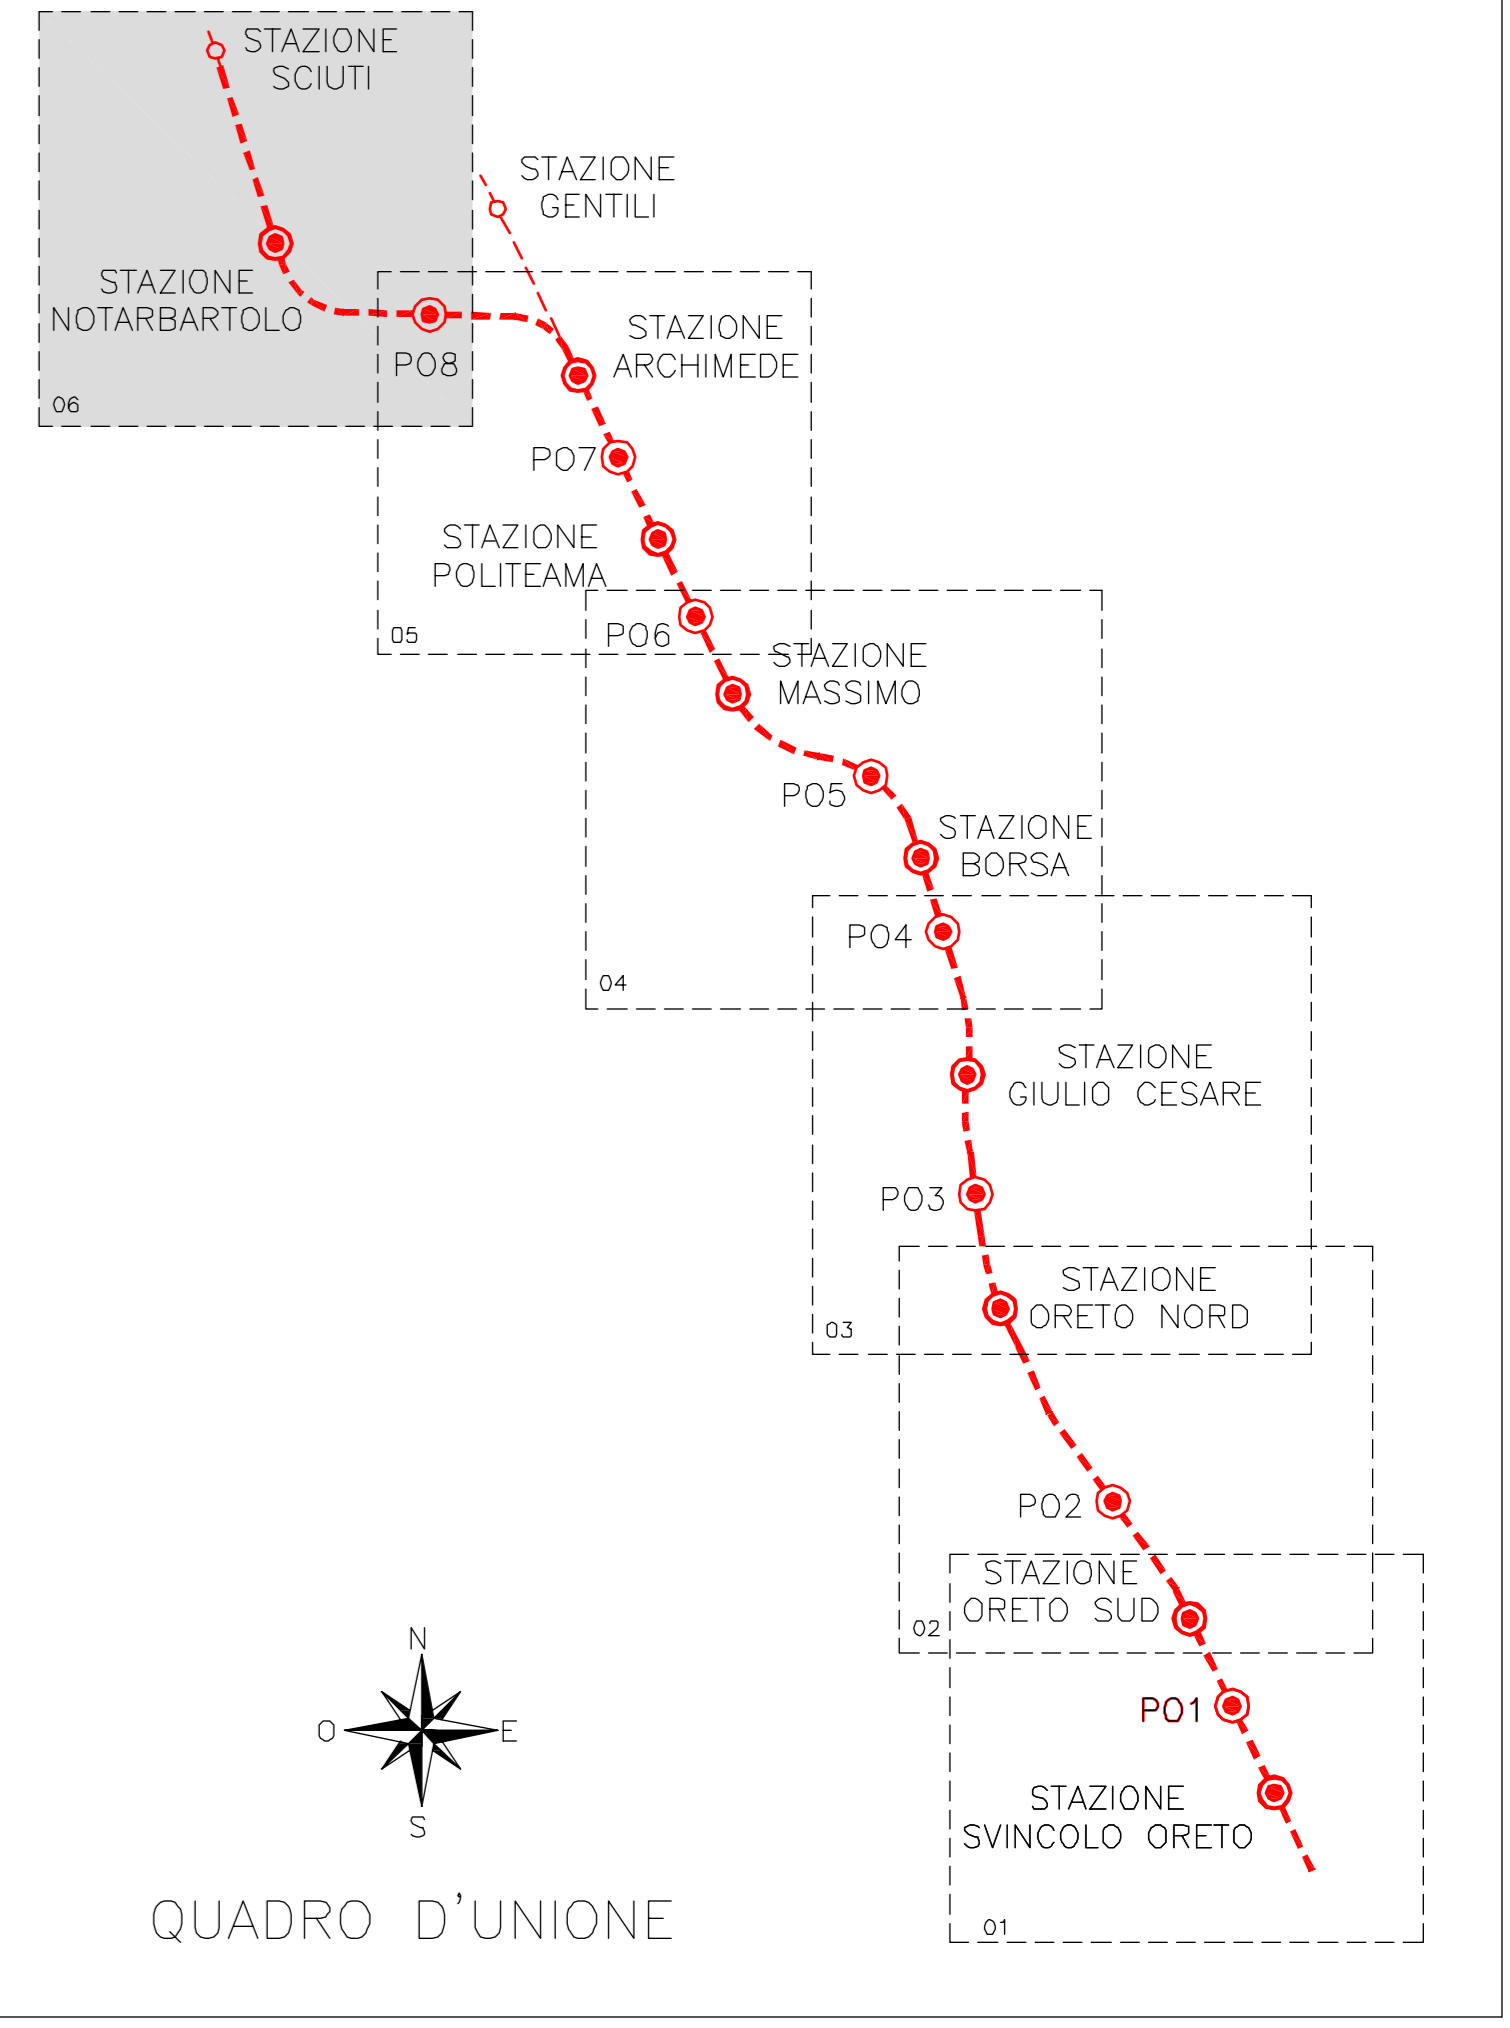 STAZIONE
SCIUTI
STAZIONE
GENTILI
STAZIONE
NOTARBARTOLO
P08
06
STAZIONE
ARCHIMEDE
P07
STAZIONE
POLITEAMA
P06
05
STAZIONE
MASSIMO
P05
STAZIONE
BORSA
P04
04
STAZIONE
GIULIO CESARE
P03
STAZIONE
ORETO NORD
03
P02
STAZIONE
ORETO SUD
02
P01
STAZIONE
SVINCOLO ORETO
01
N
O
E
S
QUADRO D'UNIONE